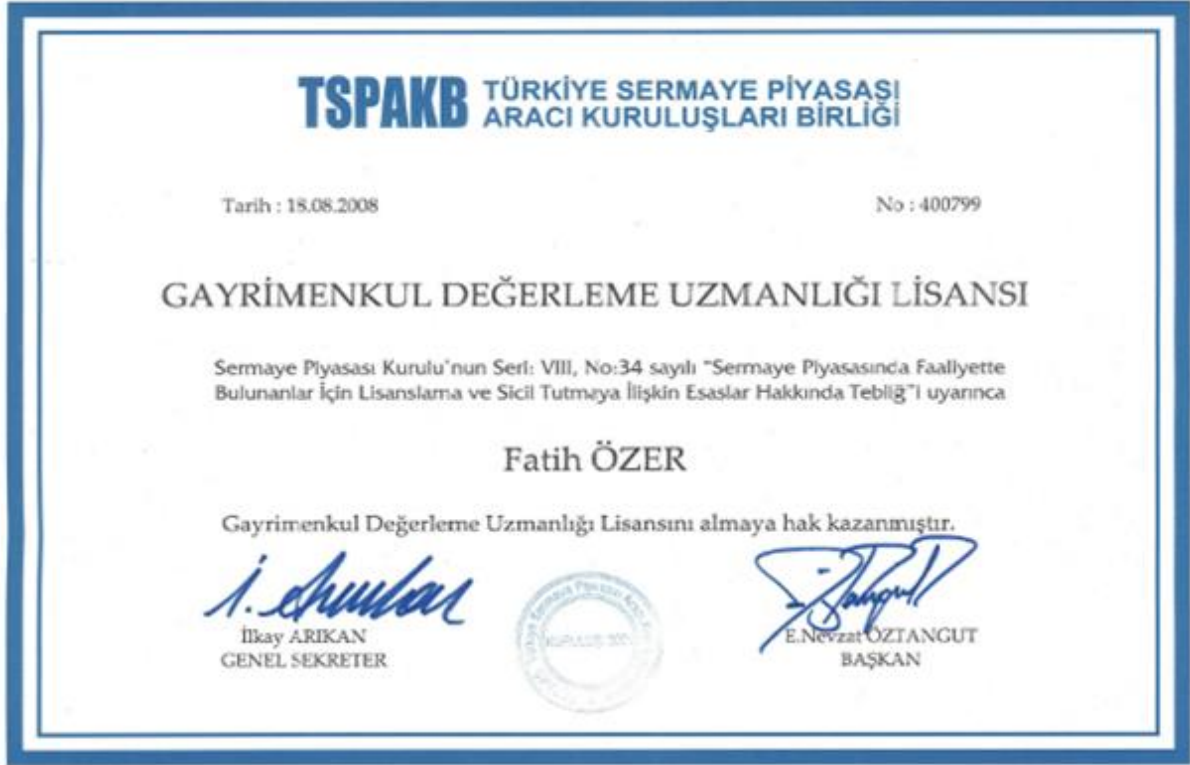 TSPAKB TÜRKİYE SERMAYE PİYASASI
ARACI KURULUŞLARI BİRLİĞİ
Tarih : 18.08.2008
No : 400799
GAYRİMENKUL DEĞERLEME UZMANLIĞI LİSANSI
Sermaye Piyasası Kurulu'nun Seri: VIII, No:34 sayılı "Sermaye Piyasasında Faaliyette
Bulunanlar İçin Lisanslama ve Sicil Tutmaya İlişkin Esaslar Hakkında Tebliğ"i uyarınca
Fatih ÖZER
Gayrimenkul Değerleme Uzmanlığı Lisansını almaya hak kazanmıştır.
İlkay ARIKAN
GENEL SEKRETER
E.Nevzat ÖZTANGUT
BAŞKAN